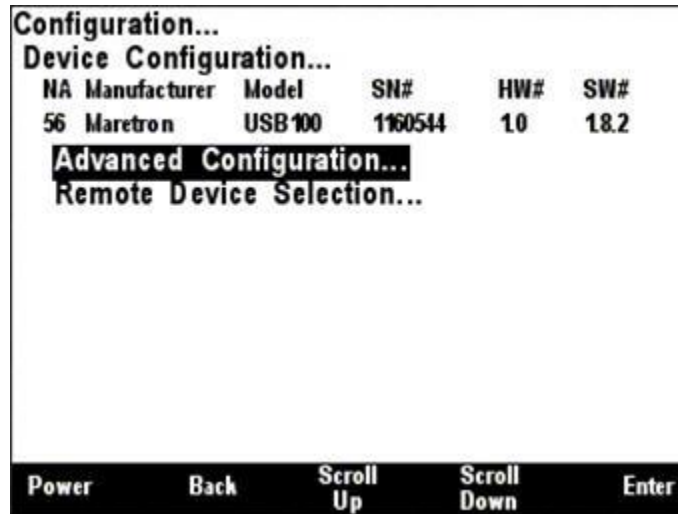 Configuration...
Device Configuration...
NA Manufacturer Model SN# HW# SW#
56 Maretron USB100 1160544 1.0 1.8.2
Advanced Configuration...
Remote Device Selection...
Power Back Scroll Up Scroll Down Enter